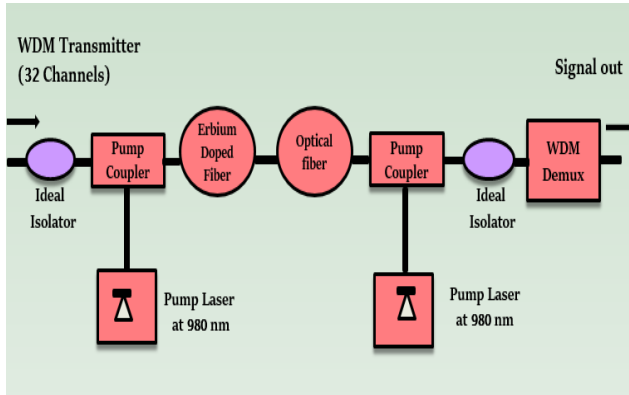 WDM Transmitter
(32 Channels)
Signal out
Ideal
Isolator
Pump
Coupler
Erbium
Doped
Fiber
Optical
fiber
Pump
Coupler
Ideal
Isolator
WDM
Demux
Pump Laser
at 980 nm
Pump Laser
at 980 nm